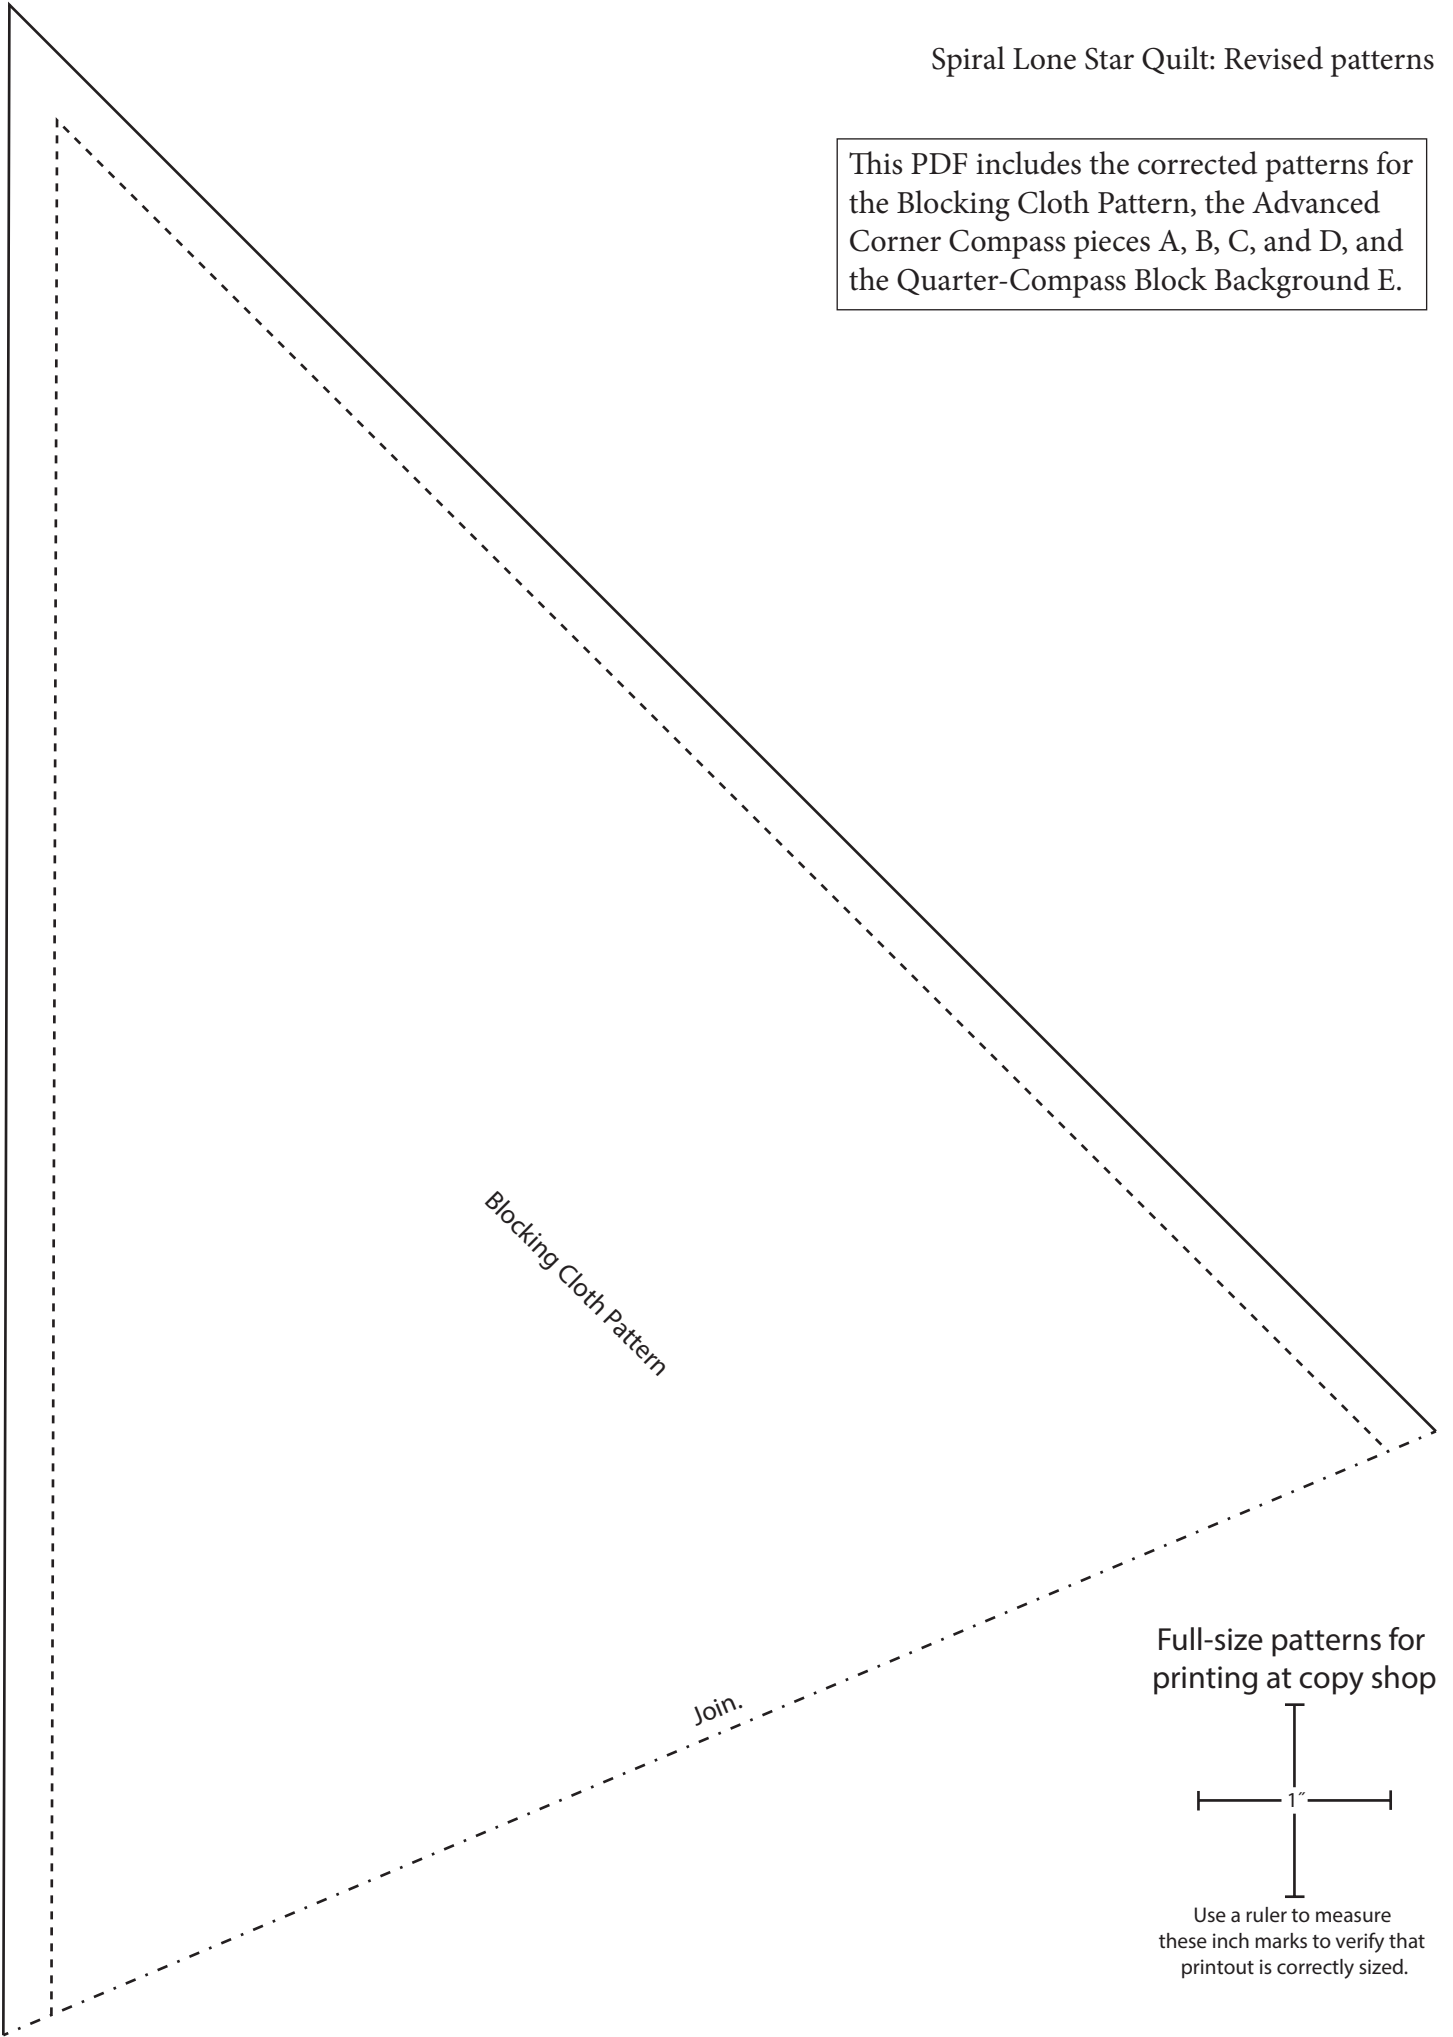 Spiral Lone Star Quilt: Revised patterns
This PDF includes the corrected patterns for
the Blocking Cloth Pattern, the Advanced
Corner Compass pieces A, B, C, and D, and
the Quarter-Compass Block Background E.
Blocking Cloth Pattern
Join.
Full-size patterns for
printing at copy shop
1″
Use a ruler to measure
these inch marks to verify that
printout is correctly sized.